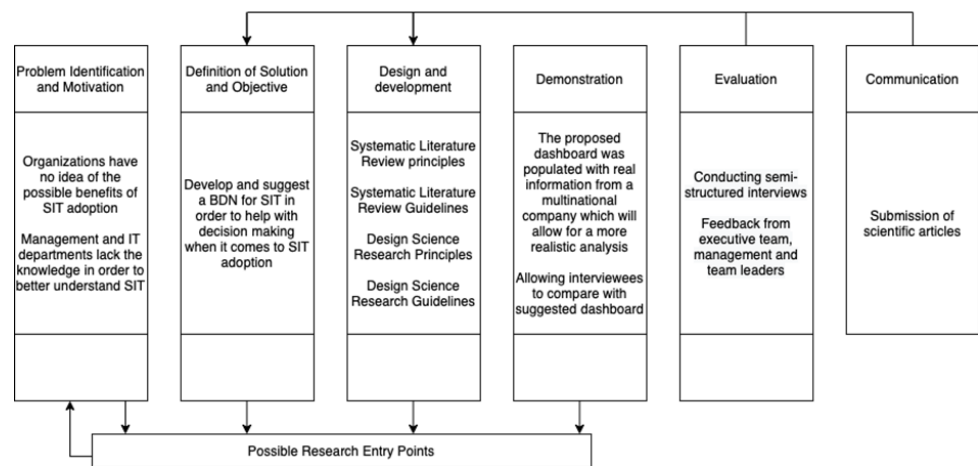 Problem Identification
and Motivation
Definition of Solution
and Objective
Design and
development
Demonstration
Evaluation
Communication
Organizations have
no idea of the
possible benefits of
SIT adoption
Management and IT
departments lack the
knowledge in order to
better understand SIT
Develop and suggest
a BDN for SIT in
order to help with
decision making
when it comes to SIT
adoption
Systematic Literature
Review principles
Systematic Literature
Review Guidelines
Design Science
Research Principles
Design Science
Research Guidelines
The proposed
dashboard was
populated with real
information from a
multinational
company which will
allow for a more
realistic analysis
Allowing interviewees
to compare with
suggested dashboard
Conducting semi-
structured interviews
Feedback from
executive team,
management and
team leaders
Submission of
scientific articles
Possible Research Entry Points